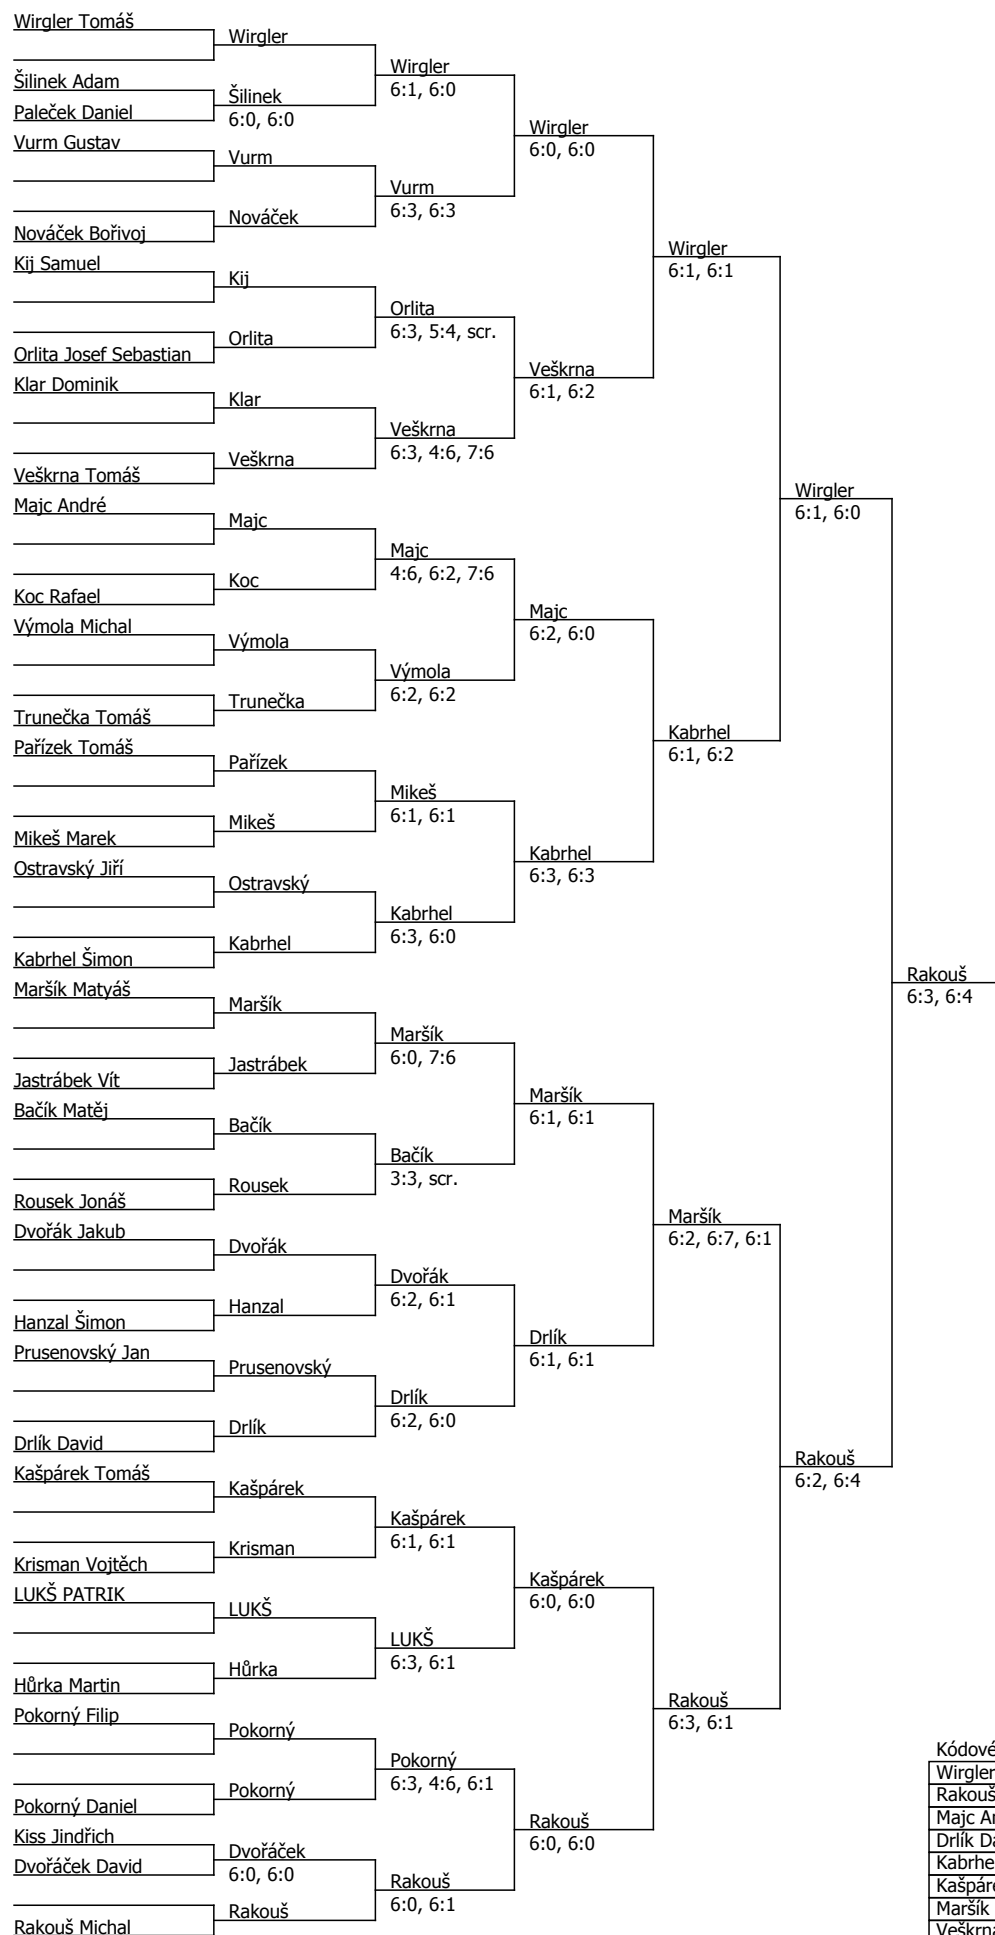 Wirgler Tomáš
Šilinek Adam
Paleček Daniel
Vurm Gustav
Nováček Bořivoj
Kij Samuel
Orlita Josef Sebastian
Klar Dominik
Veškrna Tomáš
Majc André
Koc Rafael
Výmola Michal
Trunečka Tomáš
Pařízek Tomáš
Mikeš Marek
Ostravský Jiří
Kabrhel Šimon
Maršík Matyáš
Jastrábek Vít
Bačík Matěj
Rousek Jonáš
Dvořák Jakub
Hanzal Šimon
Prusenovský Jan
Drlík David
Kašpárek Tomáš
Krisman Vojtěch
LUKŠ PATRIK
Hůrka Martin
Pokorný Filip
Pokorný Daniel
Kiss Jindřich
Dvořáček David
Rakouš Michal
Wirgler
Šilinek
6:0, 6:0
Vurm
Nováček
Kij
Orlita
Klar
Veškrna
Majc
Koc
Výmola
Trunečka
Pařízek
Mikeš
Ostravský
Kabrhel
Maršík
Jastrábek
Bačík
Rousek
Dvořák
Hanzal
Prusenovský
Drlík
Kašpárek
Krisman
LUKŠ
Hůrka
Pokorný
Pokorný
Dvořáček
6:0, 6:0
Rakouš
Wirgler
6:1, 6:0
Vurm
6:3, 6:3
Orlita
6:3, 5:4, scr.
Veškrna
6:3, 4:6, 7:6
Majc
4:6, 6:2, 7:6
Výmola
6:2, 6:2
Mikeš
6:1, 6:1
Kabrhel
6:3, 6:0
Maršík
6:0, 7:6
Bačík
3:3, scr.
Dvořák
6:2, 6:1
Drlík
6:2, 6:0
Kašpárek
6:1, 6:1
LUKŠ
6:3, 6:1
Pokorný
6:3, 4:6, 6:1
Rakouš
6:0, 6:1
Wirgler
6:0, 6:0
Veškrna
6:1, 6:2
Majc
6:2, 6:0
Kabrhel
6:3, 6:3
Maršík
6:1, 6:1
Drlík
6:1, 6:1
Kašpárek
6:0, 6:0
Rakouš
6:0, 6:0
Wirgler
6:1, 6:1
Kabrhel
6:1, 6:2
Maršík
6:2, 6:7, 6:1
Rakouš
6:3, 6:1
Wirgler
6:1, 6:0
Rakouš
6:2, 6:4
Rakouš
6:3, 6:4
Kódové
Wirgler
Rakouš
Majc An
Drlík Da
Kabrhe
Kašpáre
Maršík
Veškrna